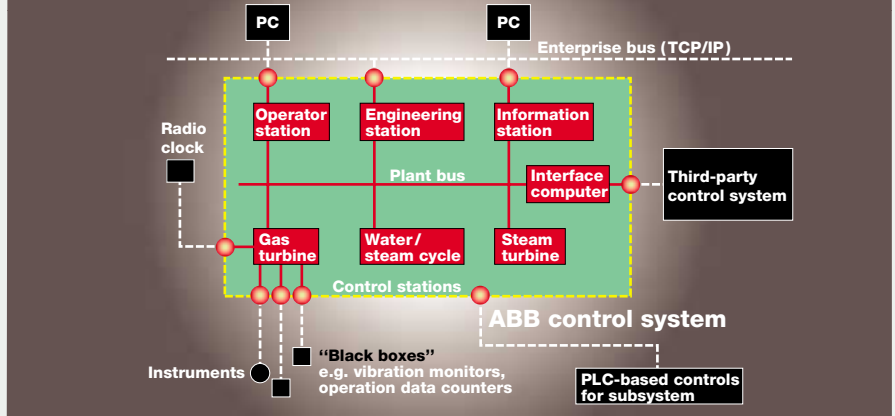 PC
PC
Enterprise bus (TCP/IP)
Operator
station
Engineering
station
Information
station
Radio
clock
Plant bus
Interface
computer
Third-party
control system
Gas
turbine
Water/
steam cycle
Steam
turbine
Control stations
ABB control system
"Black boxes"
e.g. vibration monitors,
operation data counters
Instruments
PLC-based controls
for subsystem